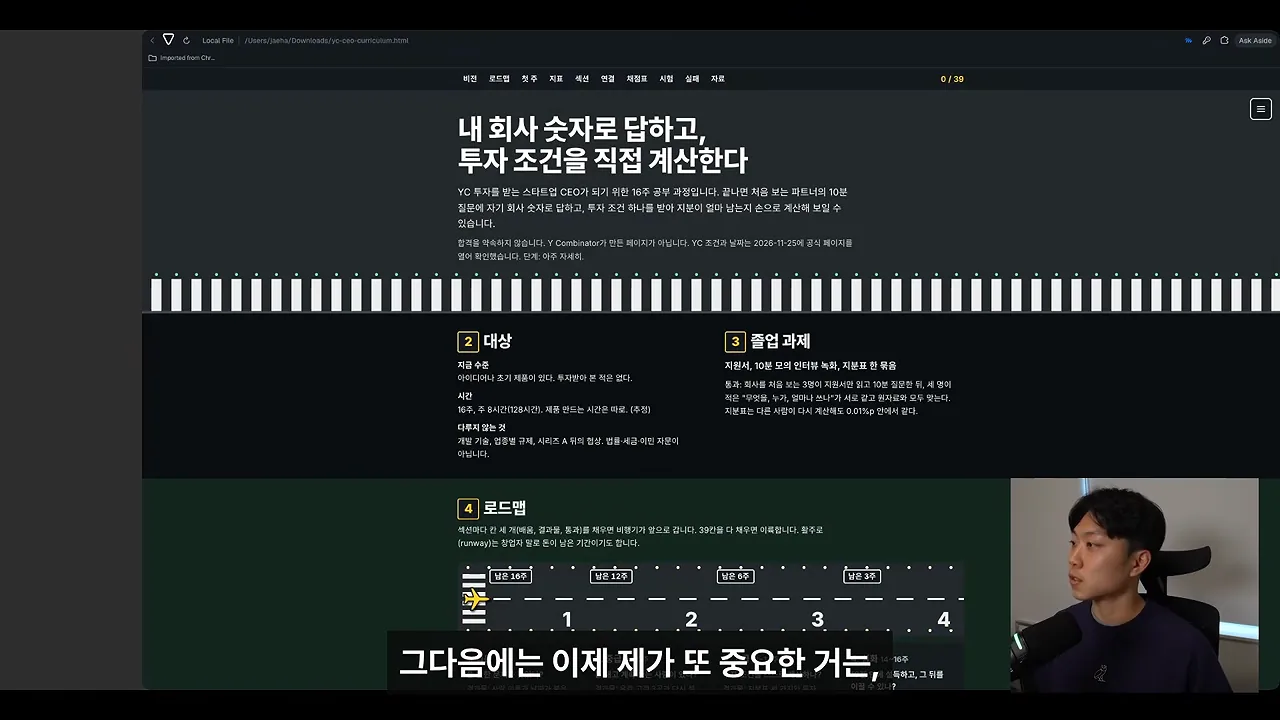 Local File /Users/jaeha/Downloads/yc-ceo-curriculum.html
Ask Aside
Imported from Chr...
비전 로드맵 첫 주 지표 섹션 연결 채점표 시험 실패 자료 0 / 39
내 회사 숫자로 답하고,
투자 조건을 직접 계산한다
YC 투자를 받는 스타트업 CEO가 되기 위한 16주 공부 과정입니다. 끝나면 처음 보는 파트너의 10분
질문에 자기 회사 숫자로 답하고, 투자 조건 하나를 받아 지분이 얼마 남는지 손으로 계산해 보일 수
있습니다.
합격을 약속하지 않습니다. Y Combinator가 만든 페이지가 아닙니다. YC 조건과 날짜는 2026-11-25에 공식 페이지를
열어 확인했습니다. 단계: 아주 자세히.
2 대상
지금 수준
아이디어나 초기 제품이 있다. 투자받아 본 적은 없다.
시간
16주, 주 8시간(128시간). 제품 만드는 시간은 따로. (추정)
다루지 않는 것
개발 기술, 업종별 규제, 시리즈 A 뒤의 협상. 법률·세금·이민 자문이
아닙니다.
3 졸업 과제
지원서, 10분 모의 인터뷰 녹화, 지분표 한 묶음
통과: 회사를 처음 보는 3명이 지원서만 읽고 10분 질문한 뒤, 세 명이
적은 "무엇을, 누가, 얼마나 쓰나"가 서로 같고 원자료와 모두 맞는다.
지분표는 다른 사람이 다시 계산해도 0.01%p 안에서 같다.
4 로드맵
섹션마다 칸 세 개(배움, 결과물, 통과)를 채우면 비행기가 앞으로 갑니다. 39칸을 다 채우면 이륙합니다. 활주로
(runway)는 창업자 말로 돈이 남은 기간이기도 합니다.
남은 16주 남은 12주 남은 6주 남은 3주
1 2 3 4
14–16주
득하고, 그 뒤를
이절 수 있나?
그다음에는 이제 제가 또 중요한 거는,